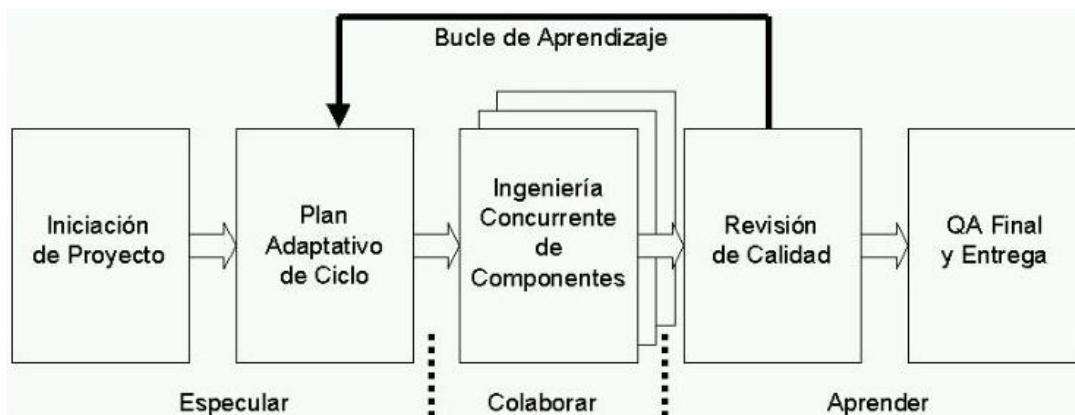 Bucle de Aprendizaje
Iniciación
de Proyecto
Plan
Adaptativo
de Ciclo
Ingeniería
Concurrente
de
Componentes
Revisión
de Calidad
QA Final
y Entrega
Especular
Colaborar
Aprender